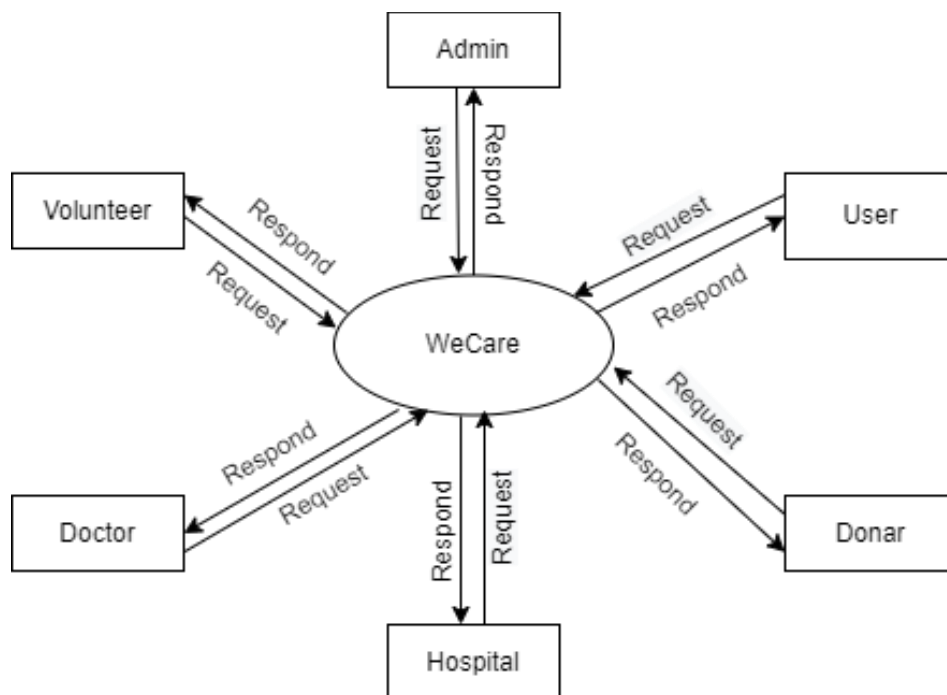 Admin
Request
Respond
Volunteer
Respond
Request
User
Request
Respond
WeCare
Doctor
Respond
Request
Respond
Request
Request
Respond
Donar
Hospital